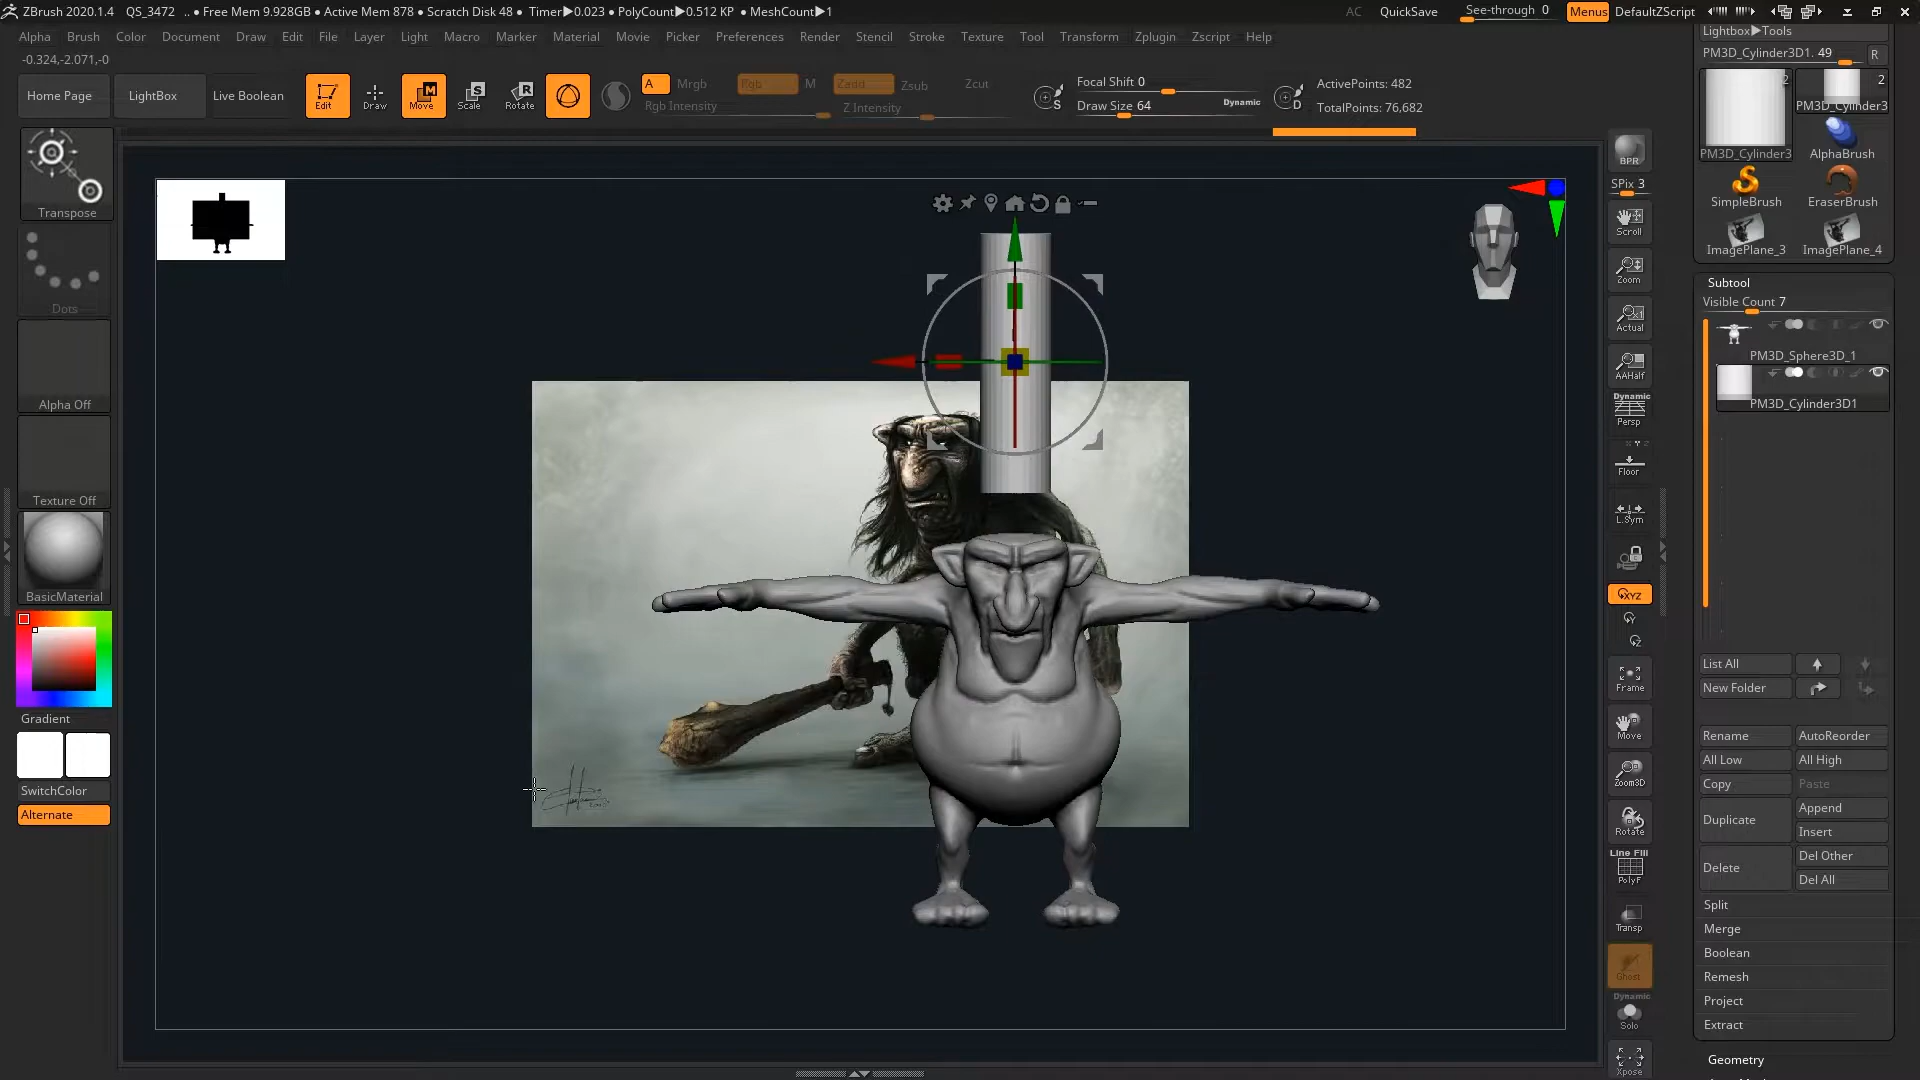 ZBrush 2020.1.4 QS_3472 .. • Free Mem 9.928GB • Active Mem 878 • Scratch Disk 48 • Timer▶0.023 • PolyCount▶0.512 KP • MeshCount▶1 AC QuickSave See-through 0 Menus DefaultZScript
Alpha Brush Color Document Draw Edit File Layer Light Macro Marker Material Movie Picker Preferences Render Stencil Stroke Texture Tool Transform Zplugin Zscript Help
-0.324,-2.071,-0
Home Page LightBox Live Boolean Edit Draw Move Scale Rotate
A Mrgb Rgb M Zadd Zsub Zcut
Rgb Intensity Z Intensity
S Focal Shift 0
Draw Size 64 Dynamic
D ActivePoints: 482
TotalPoints: 76,682
Transpose
Dots
Alpha Off
Texture Off
BasicMaterial
Gradient
SwitchColor
Alternate
BPR
SPix 3
Scroll
Zoom
Actual
AAHalf
Dynamic
Persp
Floor
L.Sym
XYZ
Frame
Move
Zoom3D
Rotate
Line Fill
PolyF
Transp
Ghost
Dynamic
Solo
Xpose
Lightbox▶Tools
PM3D_Cylinder3D1. 49 R
2 2
PM3D_Cylinder3 PM3D_Cylinder3
AlphaBrush
SimpleBrush EraserBrush
ImagePlane_3 ImagePlane_4
Subtool
Visible Count 7
PM3D_Sphere3D_1
PM3D_Cylinder3D1
List All
New Folder
Rename AutoReorder
All Low All High
Copy Paste
Duplicate Append
Insert
Delete Del Other
Del All
Split
Merge
Boolean
Remesh
Project
Extract
Geometry